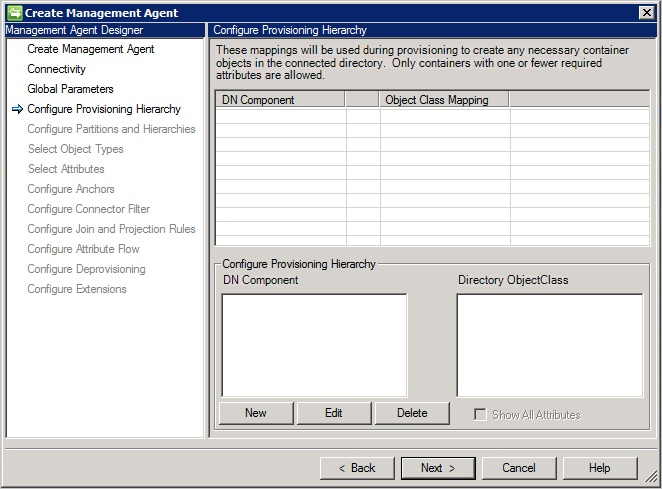 Create Management Agent
Management Agent Designer
Create Management Agent
Connectivity
Global Parameters
Configure Provisioning Hierarchy
Configure Partitions and Hierarchies
Select Object Types
Select Attributes
Configure Anchors
Configure Connector Filter
Configure Join and Projection Rules
Configure Attribute Flow
Configure Deprovisioning
Configure Extensions
Configure Provisioning Hierarchy
These mappings will be used during provisioning to create any necessary container
objects in the connected directory. Only containers with one or fewer required
attributes are allowed.
DN Component Object Class Mapping
Configure Provisioning Hierarchy
DN Component Directory ObjectClass
New Edit Delete Show All Attributes
< Back Next > Cancel Help